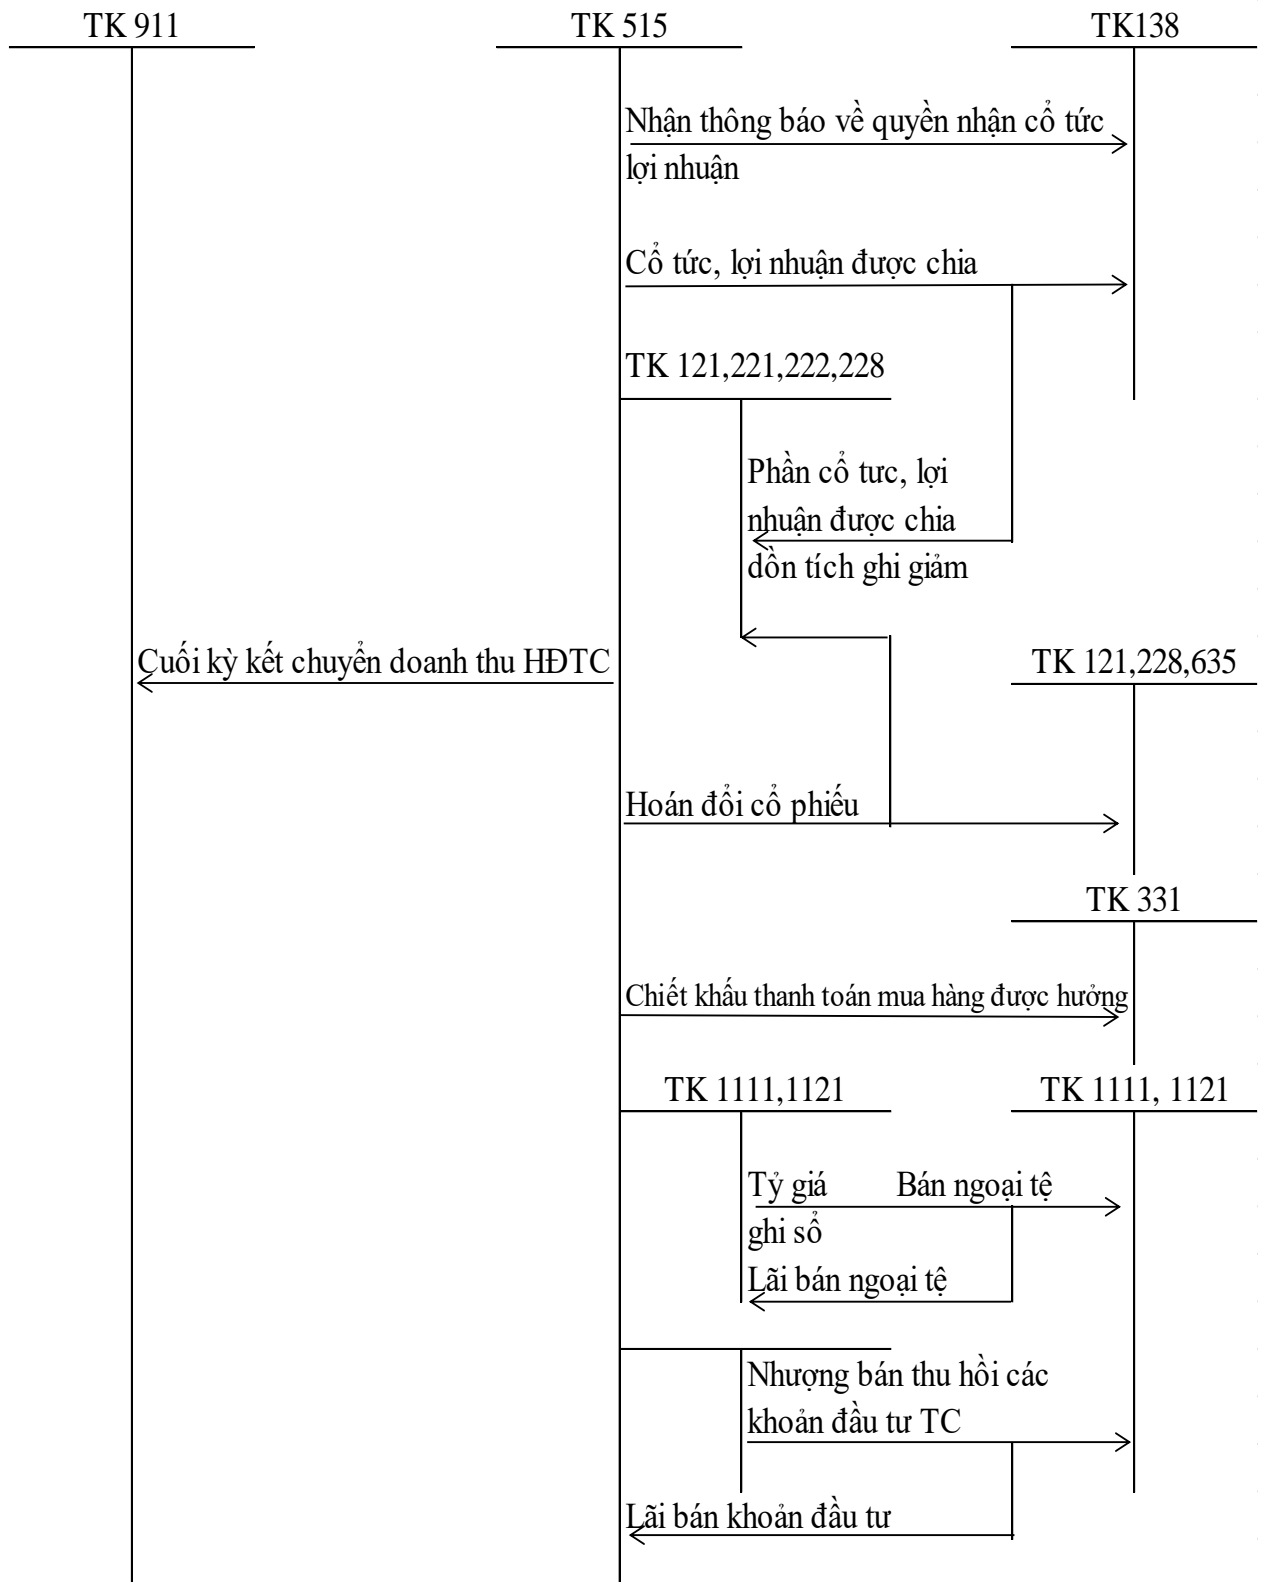 TK 911
TK 515
TK138
Nhận thông báo về quyền nhận cổ tức
lợi nhuận
Cổ tức, lợi nhuận được chia
TK 121,221,222,228
Phần cổ tưc, lợi
nhuận được chia
dồn tích ghi giảm
Cuối kỳ kết chuyển doanh thu HĐTC
TK 121,228,635
Hoán đổi cổ phiếu
TK 331
Chiết khấu thanh toán mua hàng được hưởng
TK 1111,1121
TK 1111, 1121
Tỷ giá
Bán ngoại tệ
ghi sổ
Lãi bán ngoại tệ
Nhượng bán thu hồi các
khoản đầu tư TC
Lãi bán khoản đầu tư